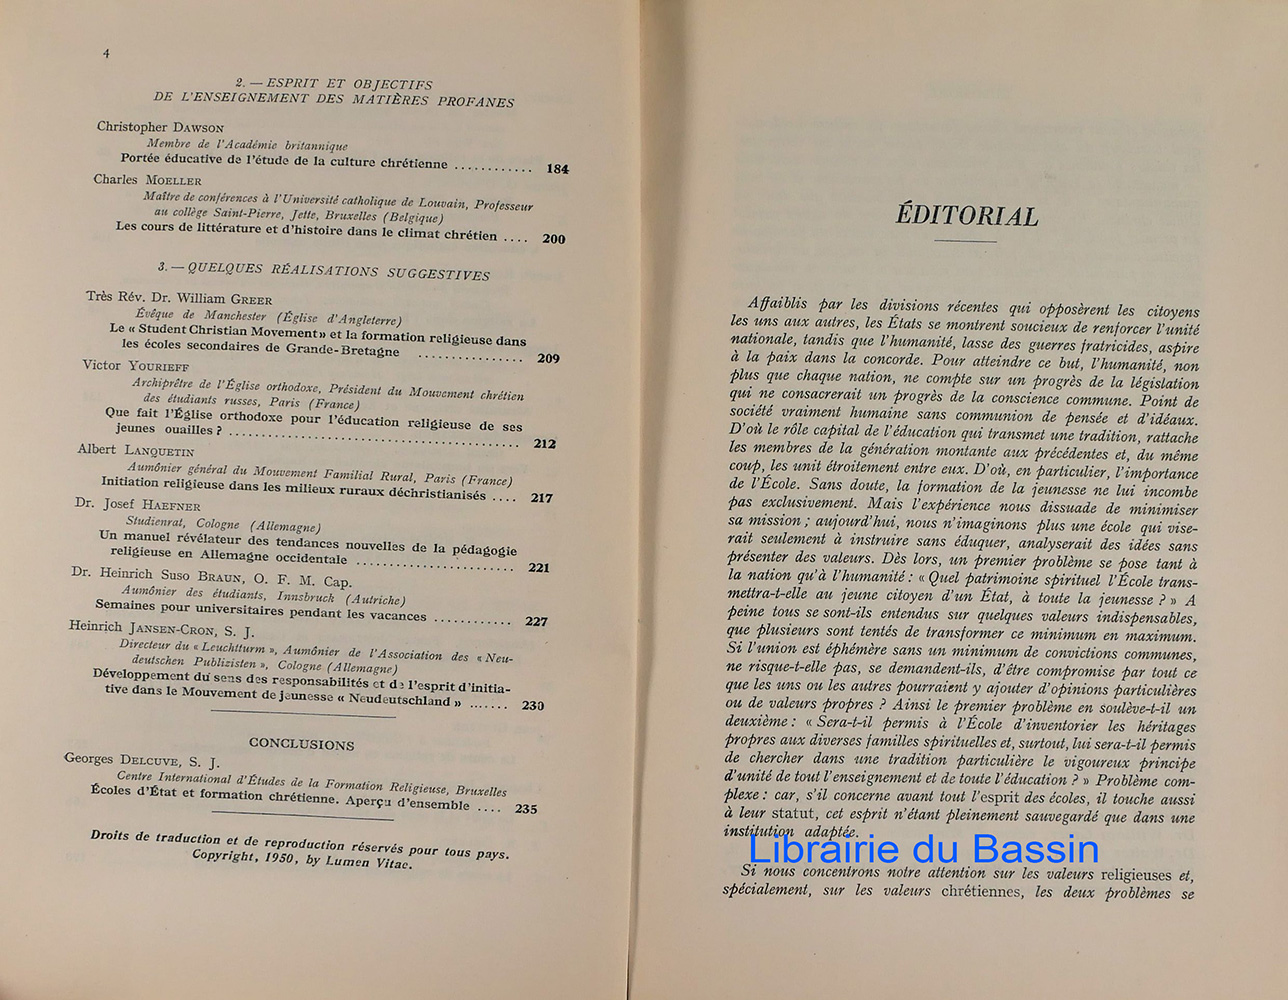 4
2. — ESPRIT ET OBJECTIFS
DE L'ENSEIGNEMENT DES MATIÈRES PROFANES
Christopher DAWSON
Membre de l'Académie britannique
Portée éducative de l'étude de la culture chrétienne ............ 184
Charles MOELLER
Maître de conférences à l'Université catholique de Louvain, Professeur
au collège Saint-Pierre, Jette, Bruxelles (Belgique)
Les cours de littérature et d'histoire dans le climat chrétien .... 200
3. — QUELQUES RÉALISATIONS SUGGESTIVES
Très Rév. Dr. William GREER
Évêque de Manchester (Église d'Angleterre)
Le « Student Christian Movement» et la formation religieuse dans
les écoles secondaires de Grande-Bretagne ................ 209
Victor YOURIEFF
Archiprêtre de l'Église orthodoxe, Président du Mouvement chrétien
des étudiants russes, Paris (France)
Que fait l'Église orthodoxe pour l'éducation religieuse de ses
jeunes ouailles ? ............................................ 212
Albert LANQUETIN
Aumônier général du Mouvement Familial Rural, Paris (France)
Initiation religieuse dans les milieux ruraux déchristianisés .... 217
Dr. Josef HAEFNER
Studienrat, Cologne (Allemagne)
Un manuel révélateur des tendances nouvelles de la pédagogie
religieuse en Allemagne occidentale ........................ 221
Dr. Heinrich Suso BRAUN, O. F. M. Cap.
Aumônier des étudiants, Innsbruck (Autriche)
Semaines pour universitaires pendant les vacances ............ 227
Heinrich JANSEN-CRON, S. J.
Directeur du « Leuchtturm », Aumônier de l'Association des « Neu-
deutschen Publizisten », Cologne (Allemagne)
Développement du sens des responsabilités et de l'esprit d'initia-
tive dans le Mouvement de jeunesse « Neudeutschland » ....... 230
CONCLUSIONS
Georges DELCUVE, S. J.
Centre International d'Études de la Formation Religieuse, Bruxelles
Écoles d'État et formation chrétienne. Aperçu d'ensemble .... 235
Droits de traduction et de reproduction réservés pour tous pays.
Copyright, 1950, by Lumen Vitae.
ÉDITORIAL
Affaiblis par les divisions récentes qui opposèrent les citoyens
les uns aux autres, les États se montrent soucieux de renforcer l'unité
nationale, tandis que l'humanité, lasse des guerres fratricides, aspire
à la paix dans la concorde. Pour atteindre ce but, l'humanité, non
plus que chaque nation, ne compte sur un progrès de la législation
qui ne consacrerait un progrès de la conscience commune. Point de
société vraiment humaine sans communion de pensée et d'idéaux.
D'où le rôle capital de l'éducation qui transmet une tradition, rattache
les membres de la génération montante aux précédentes et, du même
coup, les unit étroitement entre eux. D'où, en particulier, l'importance
de l'École. Sans doute, la formation de la jeunesse ne lui incombe
pas exclusivement. Mais l'expérience nous dissuade de minimiser
sa mission ; aujourd'hui, nous n'imaginons plus une école qui vise-
rait seulement à instruire sans éduquer, analyserait des idées sans
présenter des valeurs. Dès lors, un premier problème se pose tant à
la nation qu'à l'humanité : « Quel patrimoine spirituel l'École trans-
mettra-t-elle au jeune citoyen d'un État, à toute la jeunesse ? » A
peine tous se sont-ils entendus sur quelques valeurs indispensables,
que plusieurs sont tentés de transformer ce minimum en maximum.
Si l'union est éphémère sans un minimum de convictions communes,
ne risque-t-elle pas, se demandent-ils, d'être compromise par tout ce
que les uns ou les autres pourraient y ajouter d'opinions particulières
ou de valeurs propres ? Ainsi le premier problème en soulève-t-il un
deuxième : « Sera-t-il permis à l'École d'inventorier les héritages
propres aux diverses familles spirituelles et, surtout, lui sera-t-il permis
de chercher dans une tradition particulière le vigoureux principe
d'unité de tout l'enseignement et de toute l'éducation ? » Problème com-
plexe : car, s'il concerne avant tout l'esprit des écoles, il touche aussi
à leur statut, cet esprit n'étant pleinement sauvegardé que dans une
institution adaptée.
Librairie du Bassin
Si nous concentrons notre attention sur les valeurs religieuses et,
spécialement, sur les valeurs chrétiennes, les deux problèmes se